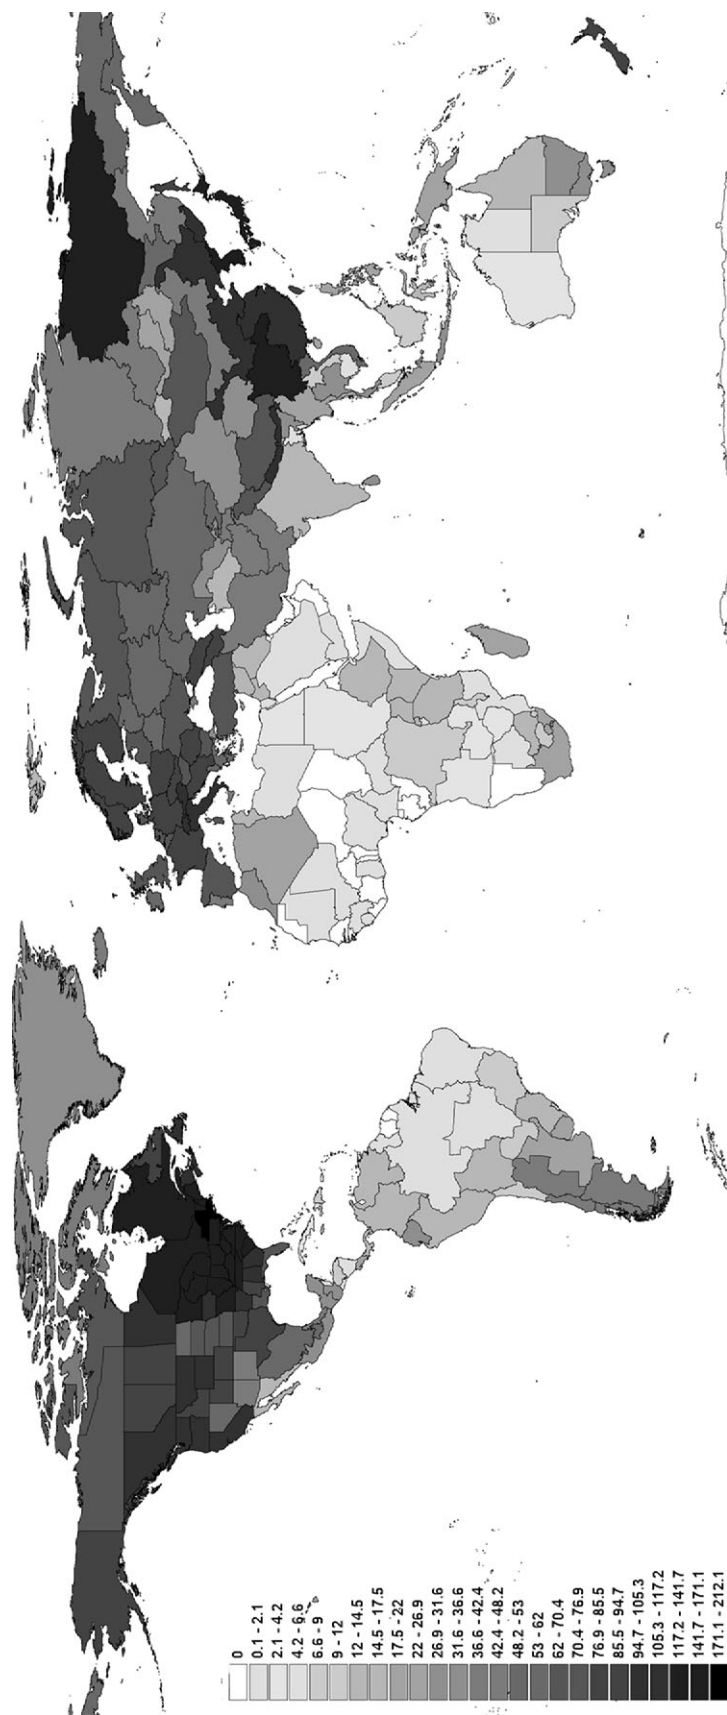 0
0.1 - 2.1
2.1 - 4.2
4.2 - 6.6
6.6 - 9
9 - 12
12 - 14.5
14.5 - 17.5
17.5 - 22
22 - 26.9
26.9 - 31.6
31.6 - 36.6
36.6 - 42.4
42.4 - 48.2
48.2 - 53
53 - 62
62 - 70.4
70.4 - 76.9
76.9 - 85.5
85.5 - 94.7
94.7 - 105.3
105.3 - 117.2
117.2 - 141.7
141.7 - 171.1
171.1 - 212.1